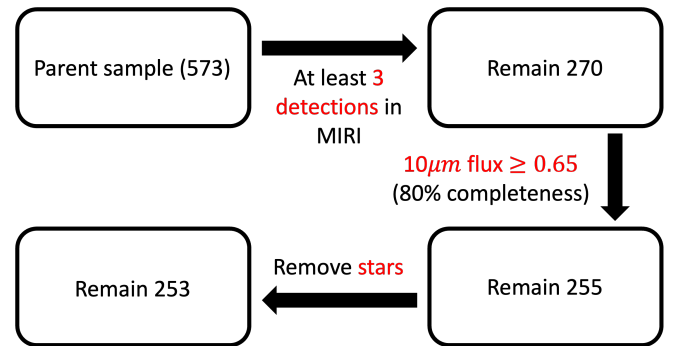 Parent sample (573)
At least 3
detections in
MIRI
Remain 270
10μm flux ≥ 0.65
(80% completeness)
Remain 255
Remove stars
Remain 253